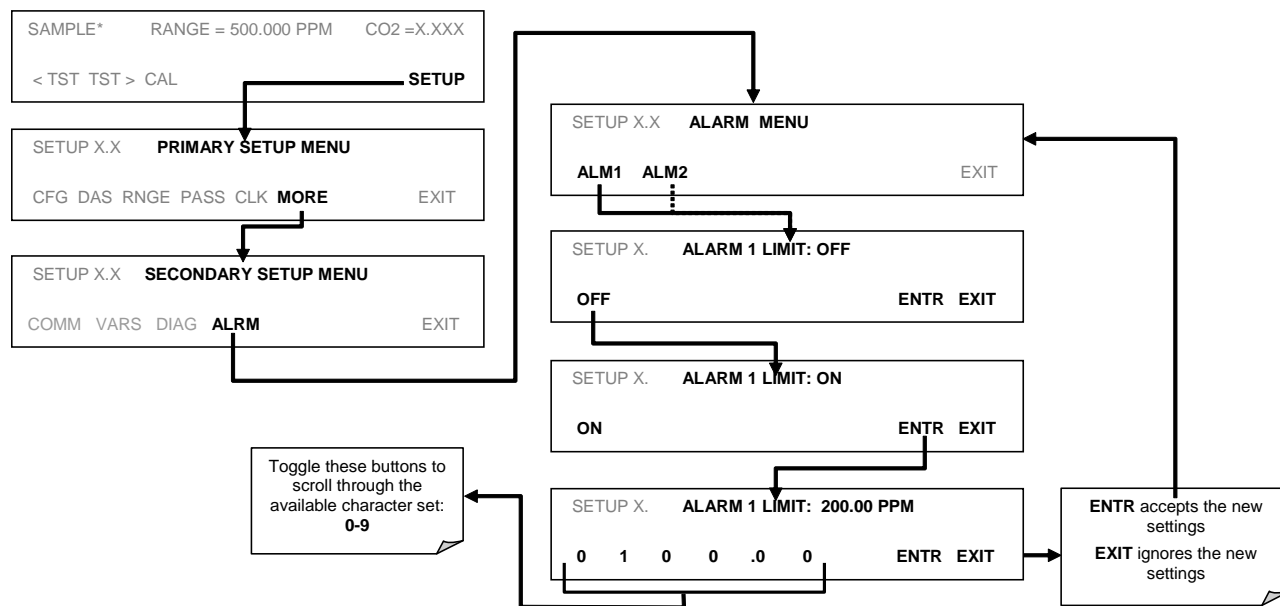 SAMPLE* RANGE = 500.000 PPM CO2 =X.XXX
< TST TST > CAL SETUP
SETUP X.X PRIMARY SETUP MENU
CFG DAS RNGE PASS CLK MORE EXIT
SETUP X.X SECONDARY SETUP MENU
COMM VARS DIAG ALRM EXIT
SETUP X.X ALARM MENU
ALM1 ALM2 EXIT
SETUP X. ALARM 1 LIMIT: OFF
OFF ENTR EXIT
SETUP X. ALARM 1 LIMIT: ON
ON ENTR EXIT
SETUP X. ALARM 1 LIMIT: 200.00 PPM
0 1 0 0 .0 0 ENTR EXIT
Toggle these buttons to
scroll through the
available character set:
0-9
ENTR accepts the new
settings
EXIT ignores the new
settings